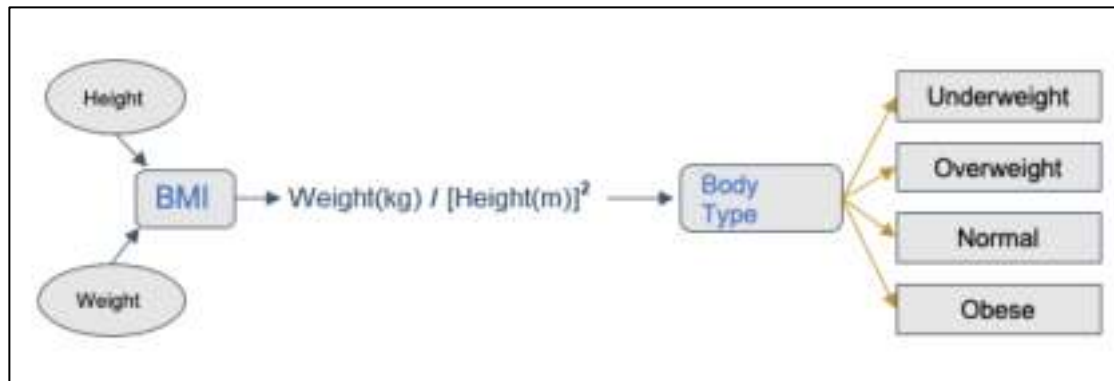 Height
Weight
BMI
Weight(kg) / [Height(m)]²
Body
Type
Underweight
Overweight
Normal
Obese